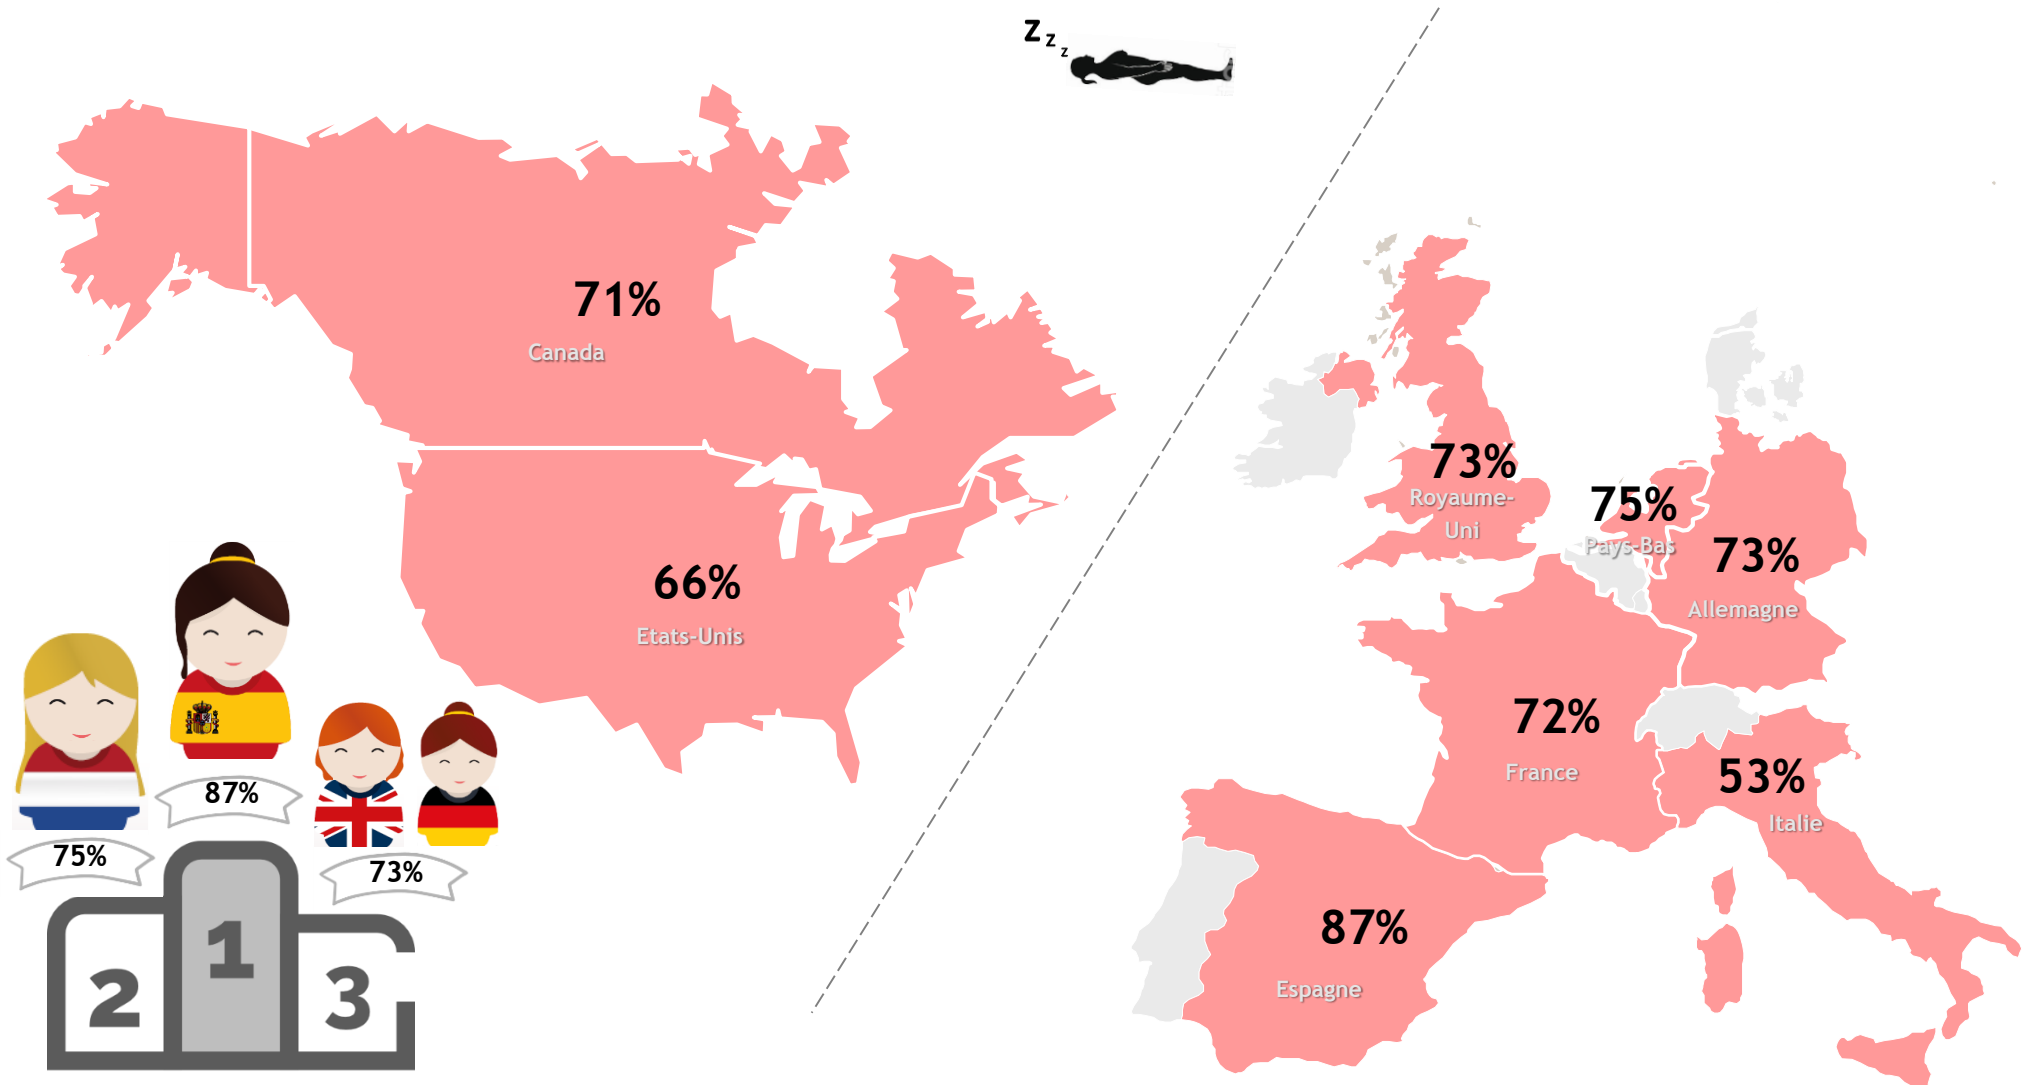 z z z
71%
Canada
66%
Etats-Unis
73%
Royaume-
Uni
75%
Pays-Bas
73%
Allemagne
72%
France
53%
Italie
87%
Espagne
87%
75%
73%
1
2
3